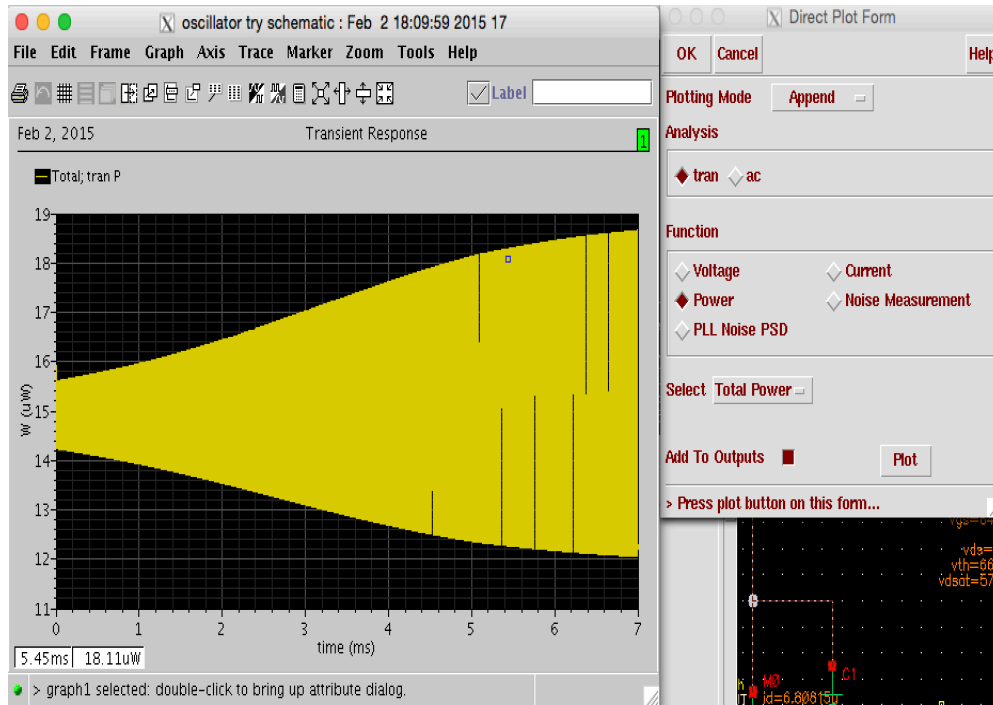 oscillator try schematic : Feb 2 18:09:59 2015 17
File Edit Frame Graph Axis Trace Marker Zoom Tools Help
Label
Feb 2, 2015 Transient Response 1
Total; tran P
19
18
17
16
15
14
13
12
11
W (uW)
0 1 2 3 4 5 6 7
time (ms)
5.45ms 18.11uW
> graph1 selected: double-click to bring up attribute dialog.
Direct Plot Form
OK Cancel Help
Plotting Mode Append
Analysis
tran ac
Function
Voltage Current
Power Noise Measurement
PLL Noise PSD
Select Total Power
Add To Outputs Plot
> Press plot button on this form...
vds=
vth=66
vdsat=57
C1
M0